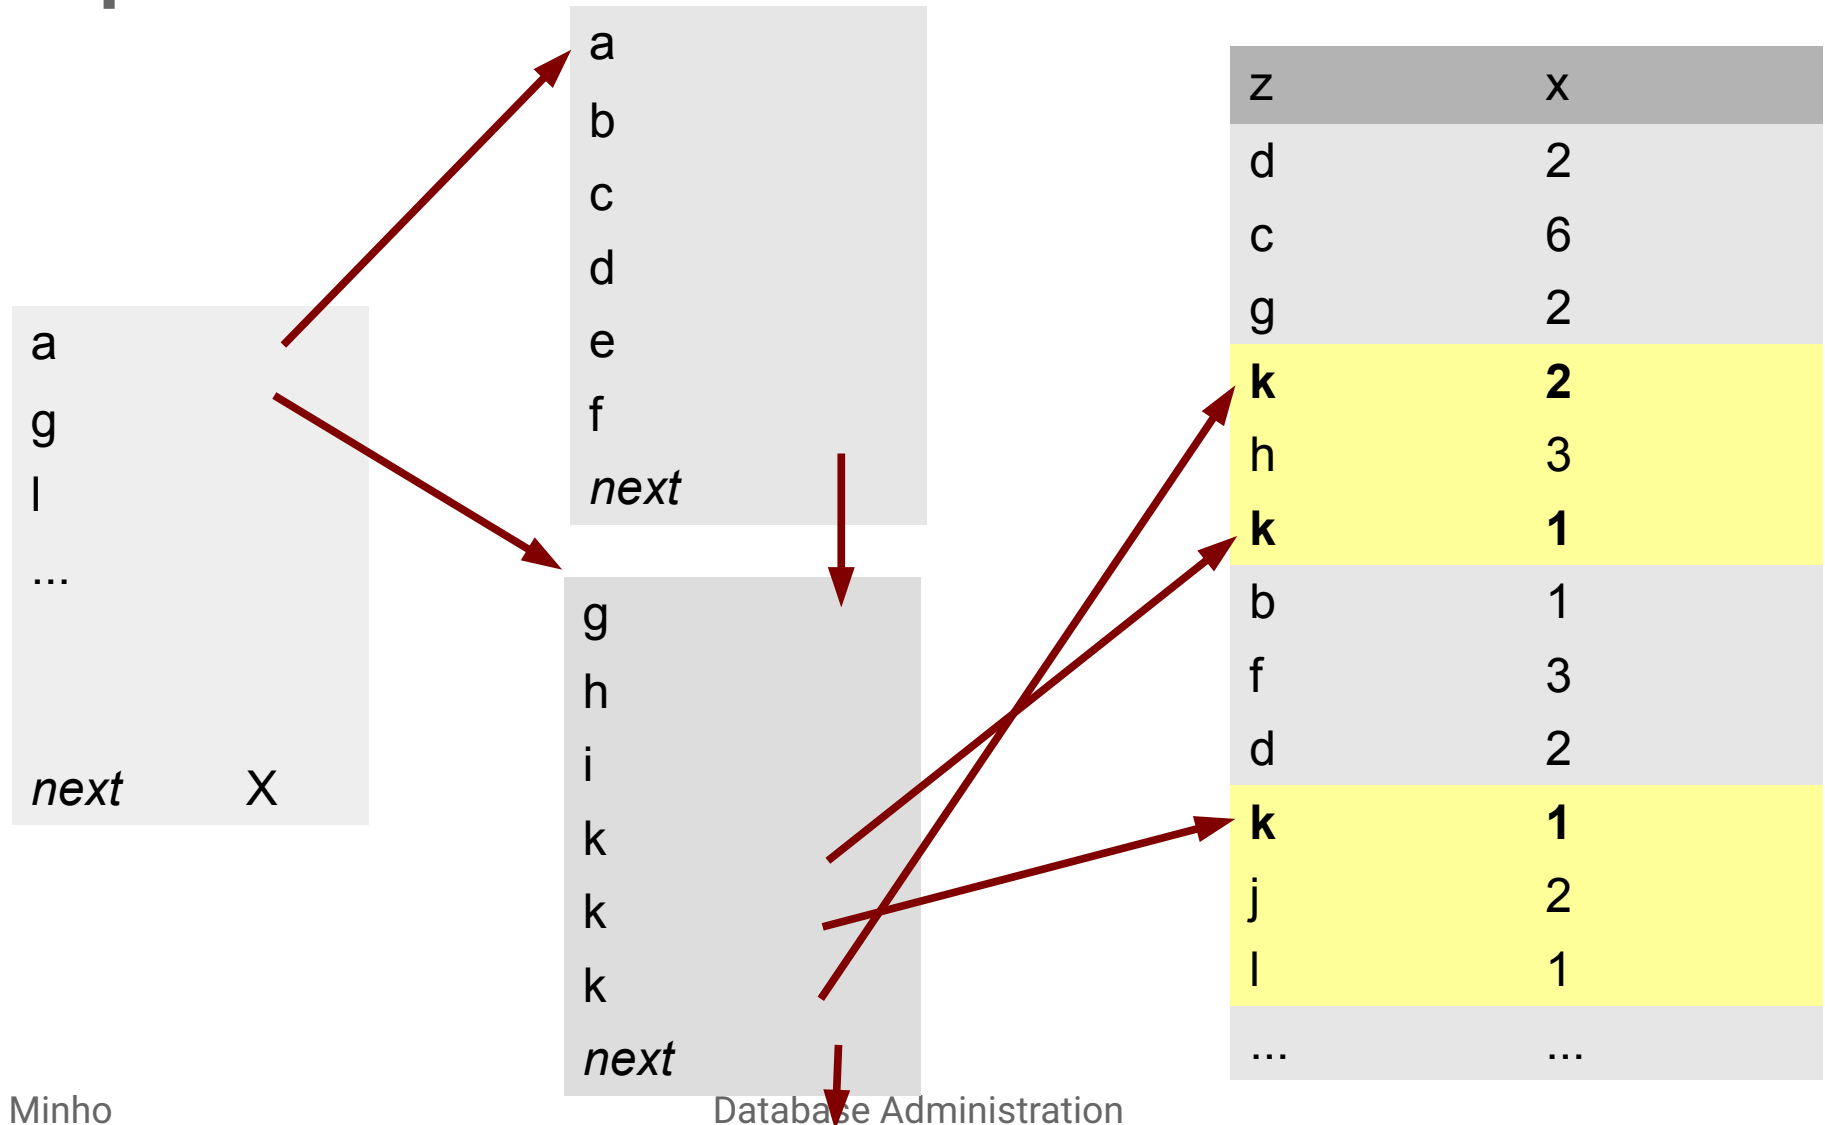 a
g
l
...
next X
a
b
c
d
e
f
next
g
h
i
k
k
k
next
z x
d 2
c 6
g 2
k 2
h 3
k 1
b 1
f 3
d 2
k 1
j 2
l 1
... ...
Minho
Database Administration